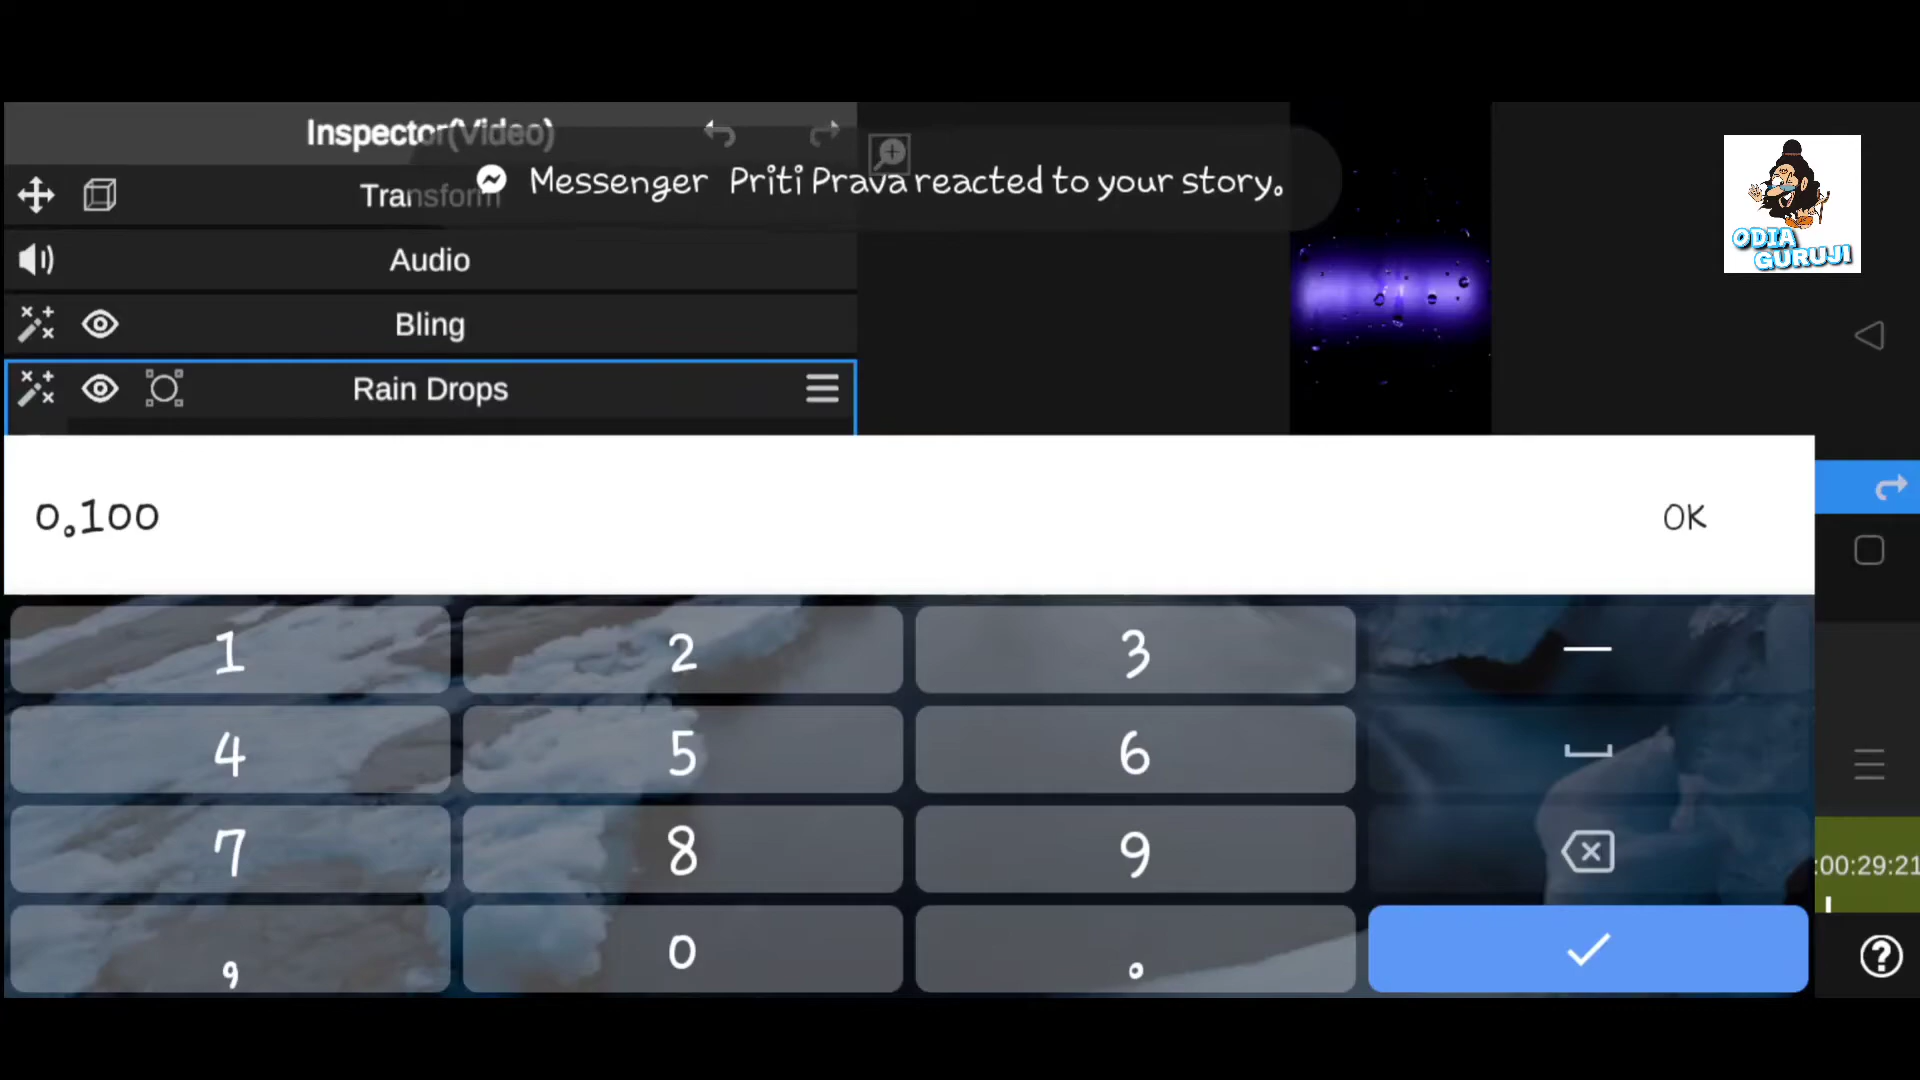 Inspector(Video)
Messenger Priti Prava reacted to your story.
Transform
Audio
Bling
Rain Drops
ODIA
GURUJI
0.100
OK
1 2 3
4 5 6
7 8 9
, 0 .
:00:29:21
?